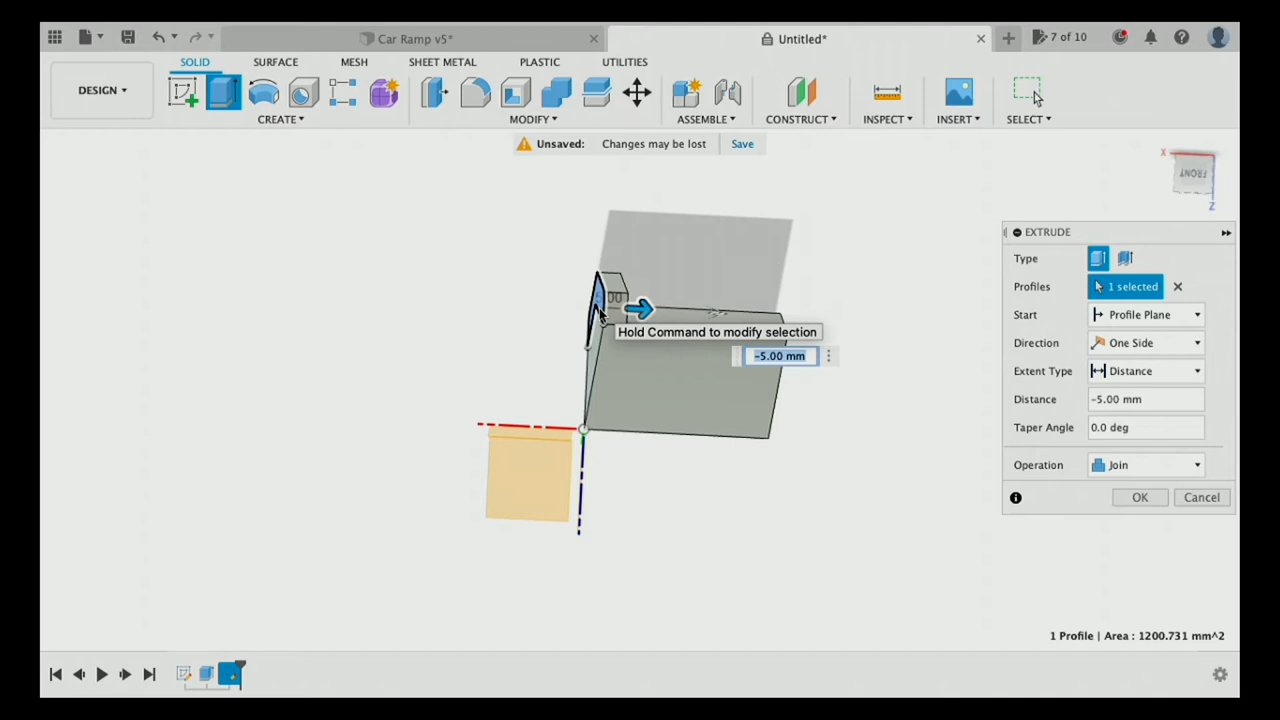 Car Ramp v5*
Untitled*
7 of 10
DESIGN
SOLID
SURFACE
MESH
SHEET METAL
PLASTIC
UTILITIES
CREATE
MODIFY
ASSEMBLE
CONSTRUCT
INSPECT
INSERT
SELECT
Unsaved: Changes may be lost Save
X
FRONT
Z
EXTRUDE
Type
Profiles 1 selected
Start Profile Plane
Direction One Side
Extent Type Distance
Distance -5.00 mm
Taper Angle 0.0 deg
Operation Join
OK Cancel
Hold Command to modify selection
-5.00 mm
1 Profile | Area : 1200.731 mm^2